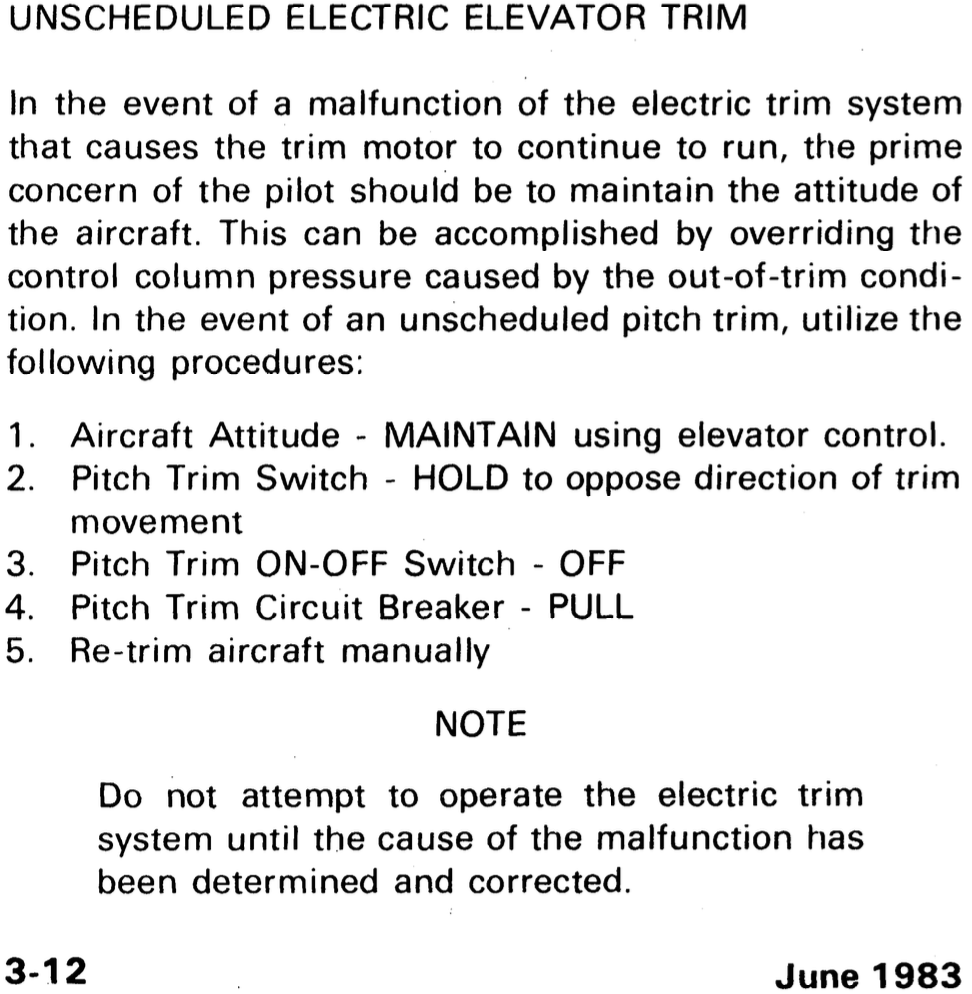 UNSCHEDULED ELECTRIC ELEVATOR TRIM
In the event of a malfunction of the electric trim system
that causes the trim motor to continue to run, the prime
concern of the pilot should be to maintain the attitude of
the aircraft. This can be accomplished by overriding the
control column pressure caused by the out-of-trim condi-
tion. In the event of an unscheduled pitch trim, utilize the
following procedures:
1. Aircraft Attitude - MAINTAIN using elevator control.
2. Pitch Trim Switch - HOLD to oppose direction of trim
movement
3. Pitch Trim ON-OFF Switch - OFF
4. Pitch Trim Circuit Breaker - PULL
5. Re-trim aircraft manually
NOTE
Do not attempt to operate the electric trim
system until the cause of the malfunction has
been determined and corrected.
3-12 June 1983